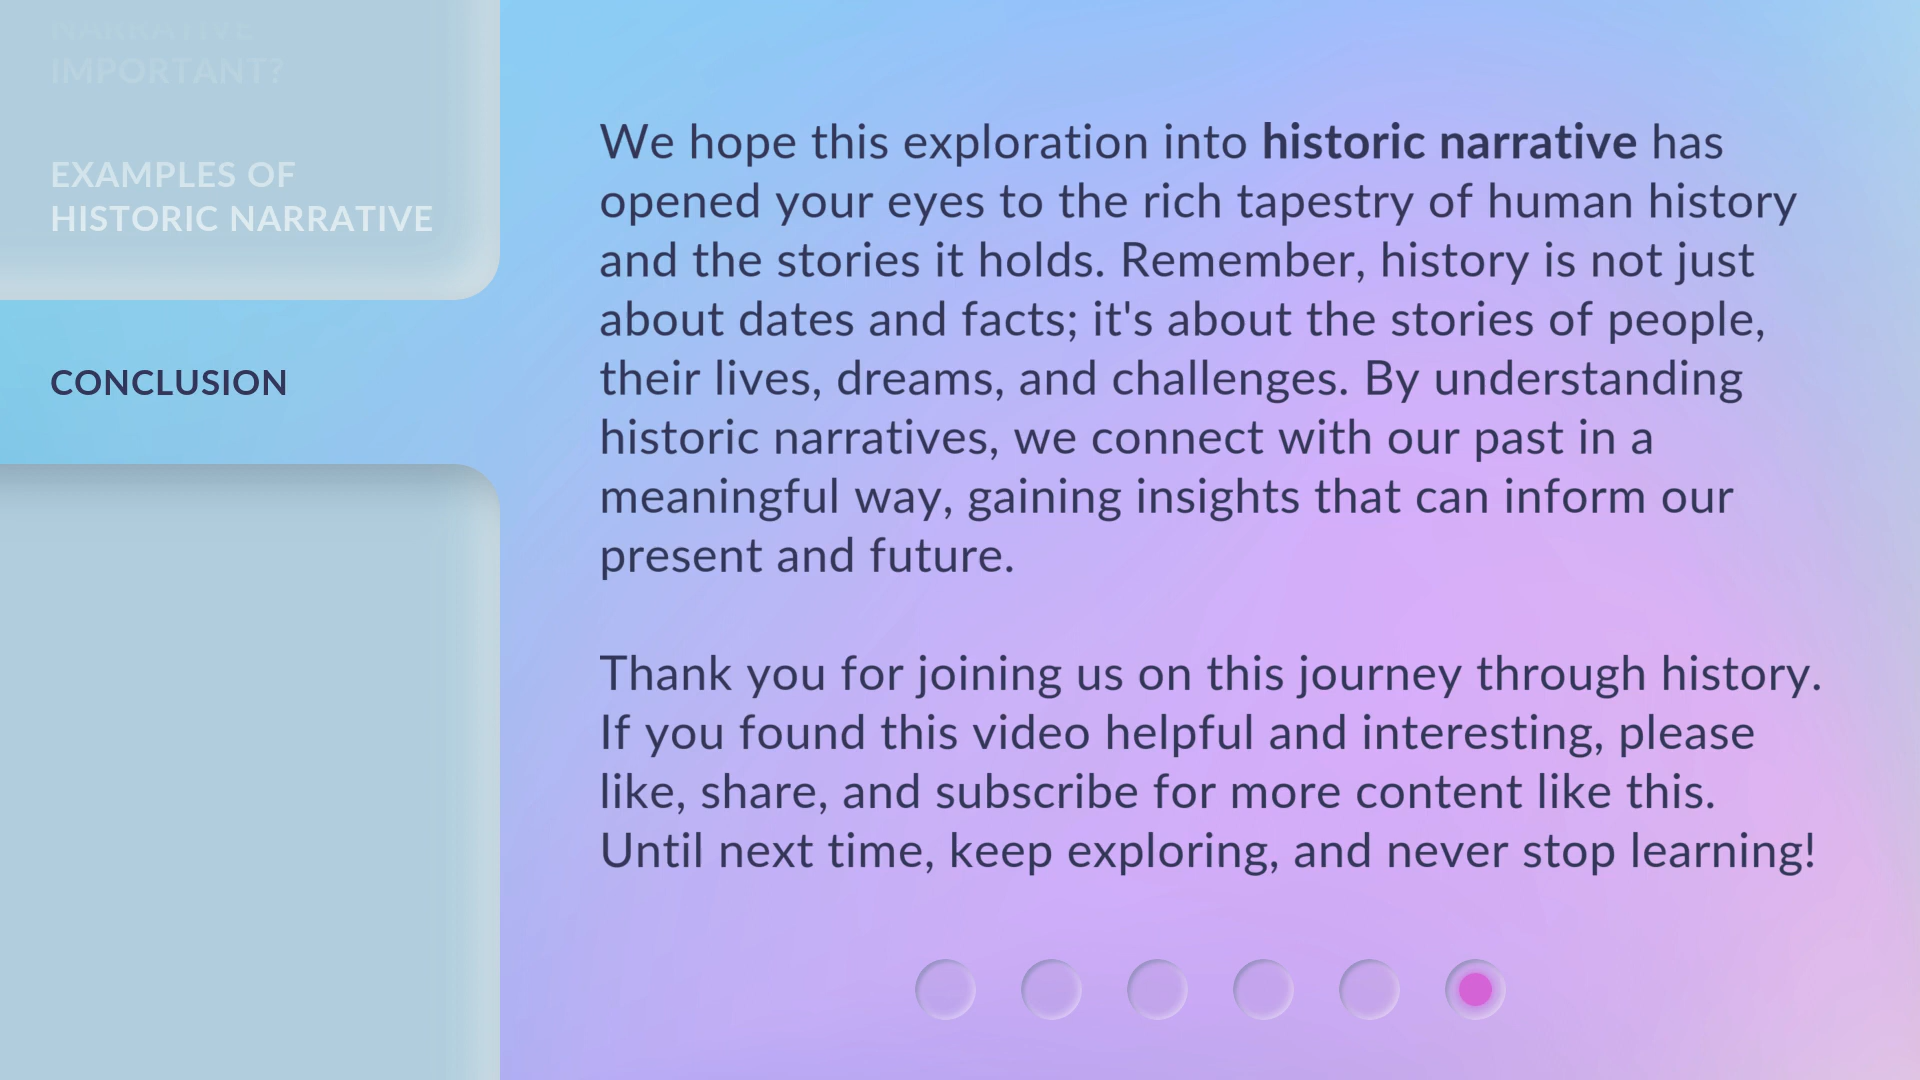 NARRATIVE
IMPORTANT?
EXAMPLES OF
HISTORIC NARRATIVE
CONCLUSION
We hope this exploration into historic narrative has
opened your eyes to the rich tapestry of human history
and the stories it holds. Remember, history is not just
about dates and facts; it's about the stories of people,
their lives, dreams, and challenges. By understanding
historic narratives, we connect with our past in a
meaningful way, gaining insights that can inform our
present and future.
Thank you for joining us on this journey through history.
If you found this video helpful and interesting, please
like, share, and subscribe for more content like this.
Until next time, keep exploring, and never stop learning!